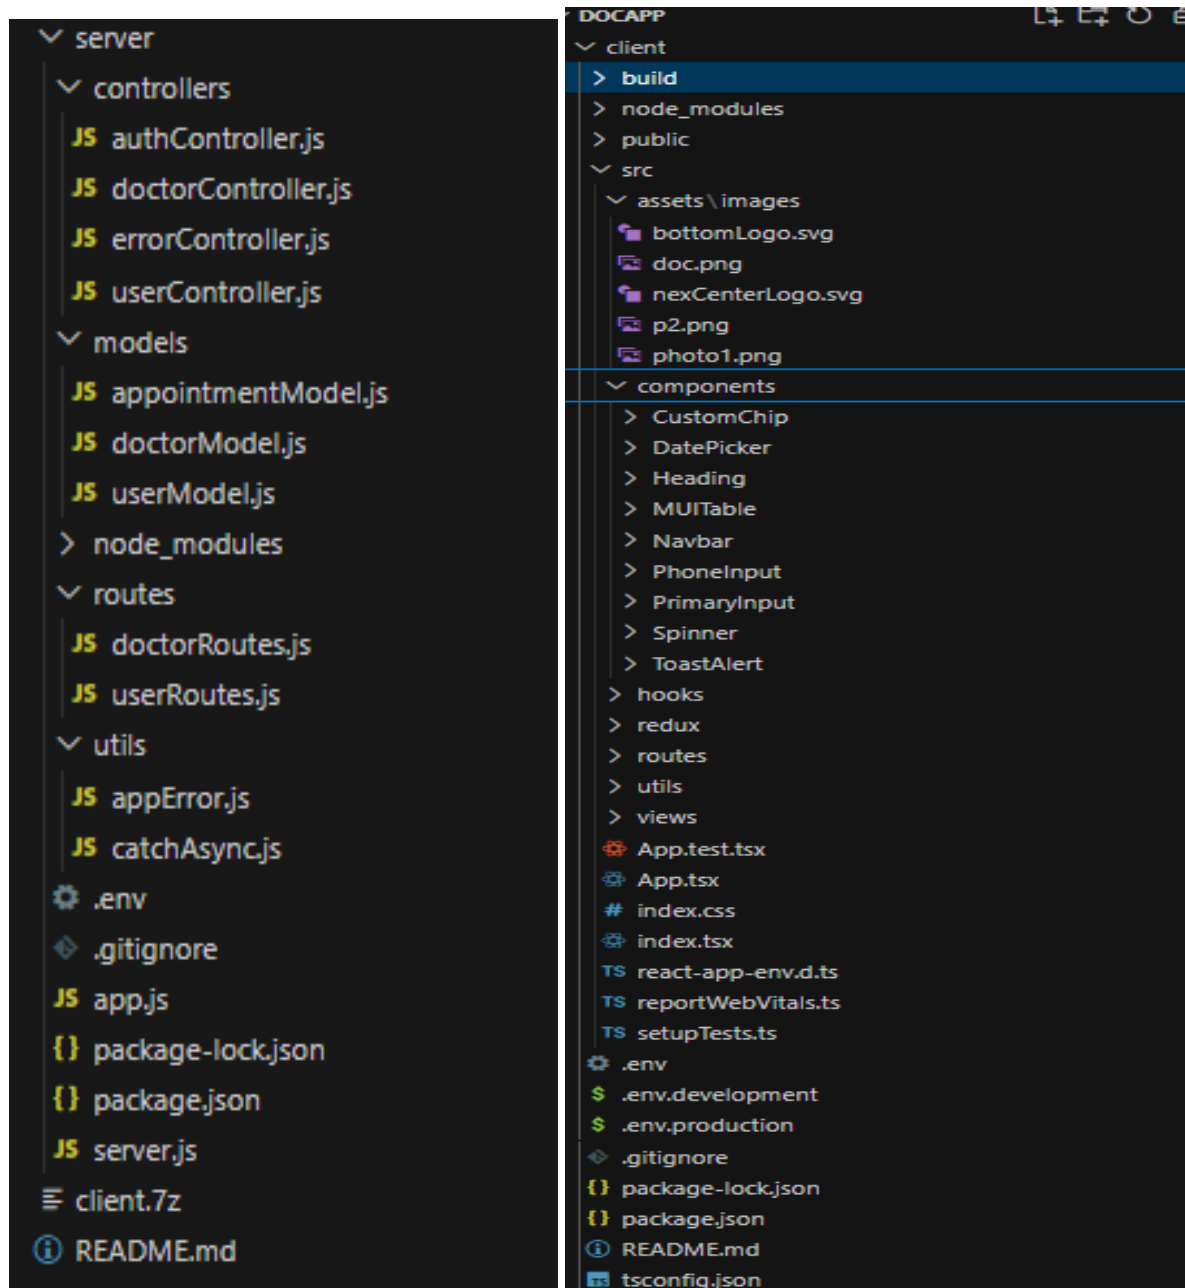 server
controllers
JS authController.js
JS doctorController.js
JS errorController.js
JS userController.js
models
JS appointmentModel.js
JS doctorModel.js
JS userModel.js
node_modules
routes
JS doctorRoutes.js
JS userRoutes.js
utils
JS appError.js
JS catchAsync.js
.env
.gitignore
JS app.js
{} package-lock.json
{} package.json
JS server.js
client.7z
README.md
DOCAPP
client
build
node_modules
public
src
assets\images
bottomLogo.svg
doc.png
nexCenterLogo.svg
p2.png
photo1.png
components
CustomChip
DatePicker
Heading
MUITable
Navbar
PhoneInput
PrimaryInput
Spinner
ToastAlert
hooks
redux
routes
utils
views
App.test.tsx
App.tsx
# index.css
index.tsx
TS react-app-env.d.ts
TS reportWebVitals.ts
TS setupTests.ts
.env
$ .env.development
$ .env.production
.gitignore
{} package-lock.json
{} package.json
README.md
TS tsconfig.json